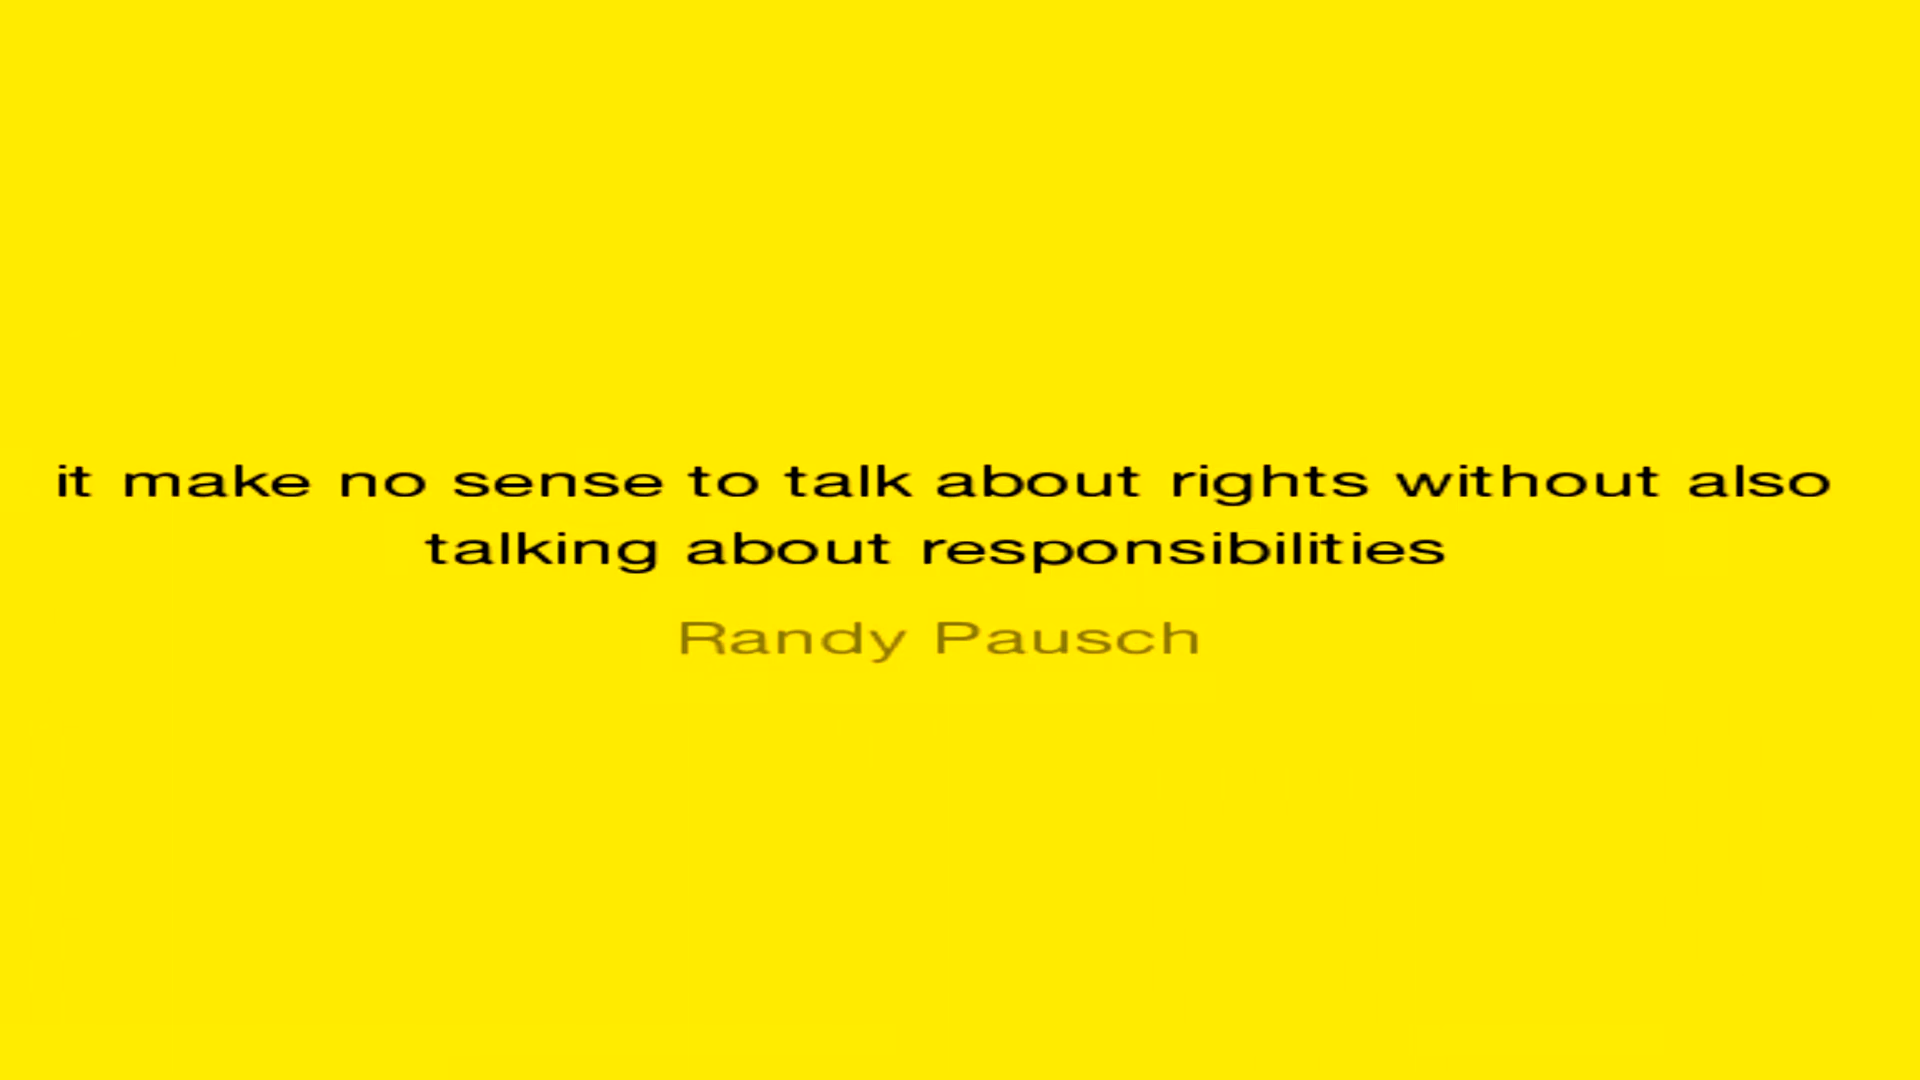 it make no sense to talk about rights without also
talking about responsibilities
Randy Pausch